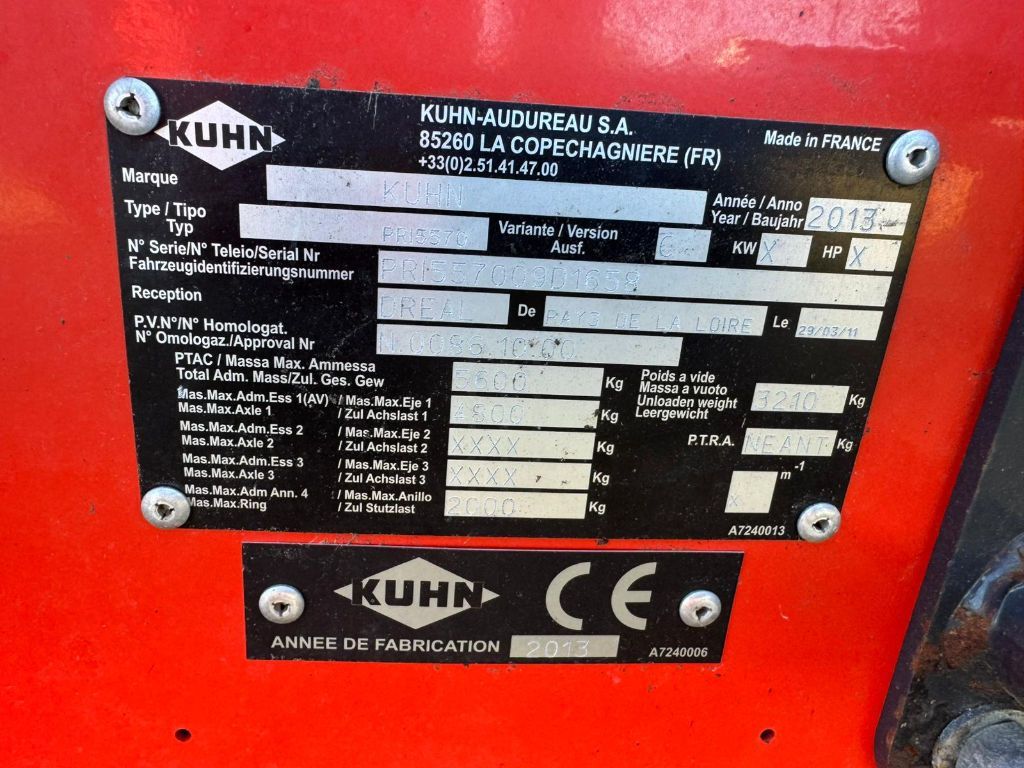 KUHN
KUHN-AUDUREAU S.A.
85260 LA COPECHAGNIERE (FR)
+33(0)2.51.41.47.00
Made in FRANCE
Marque KUHN
Année / Anno
Year / Baujahr 2013
Type / Tipo
Typ PRI5570
Variante / Version
Ausf. C
KW X HP X
N° Serie/N° Teleio/Serial Nr
Fahrzeugidentifizierungsnummer PRI557009D1658
Reception DREAL De PAYS DE LA LOIRE Le 29/03/11
P.V.N°/N° Homologat.
N° Omologaz./Approval Nr N 0096.10.00
PTAC / Massa Max. Ammessa
Total Adm. Mass/Zul. Ges. Gew 5600 Kg
Poids a vide
Massa a vuoto
Unloaden weight
Leergewicht 3210 Kg
Mas.Max.Adm.Ess 1(AV) / Mas.Max.Eje 1
Mas.Max.Axle 1 / Zul Achslast 1 4800 Kg
Mas.Max.Adm.Ess 2 / Mas.Max.Eje 2
Mas.Max.Axle 2 / Zul Achslast 2 XXXX Kg
P.T.R.A. NEANT Kg
Mas.Max.Adm.Ess 3 / Mas.Max.Eje 3
Mas.Max.Axle 3 / Zul Achslast 3 XXXX Kg
X m-1
Mas.Max.Adm Ann. 4 / Mas.Max.Anillo
Mas.Max.Ring / Zul Stutzlast 2000 Kg
A7240013
KUHN CE
ANNEE DE FABRICATION 2013 A7240006